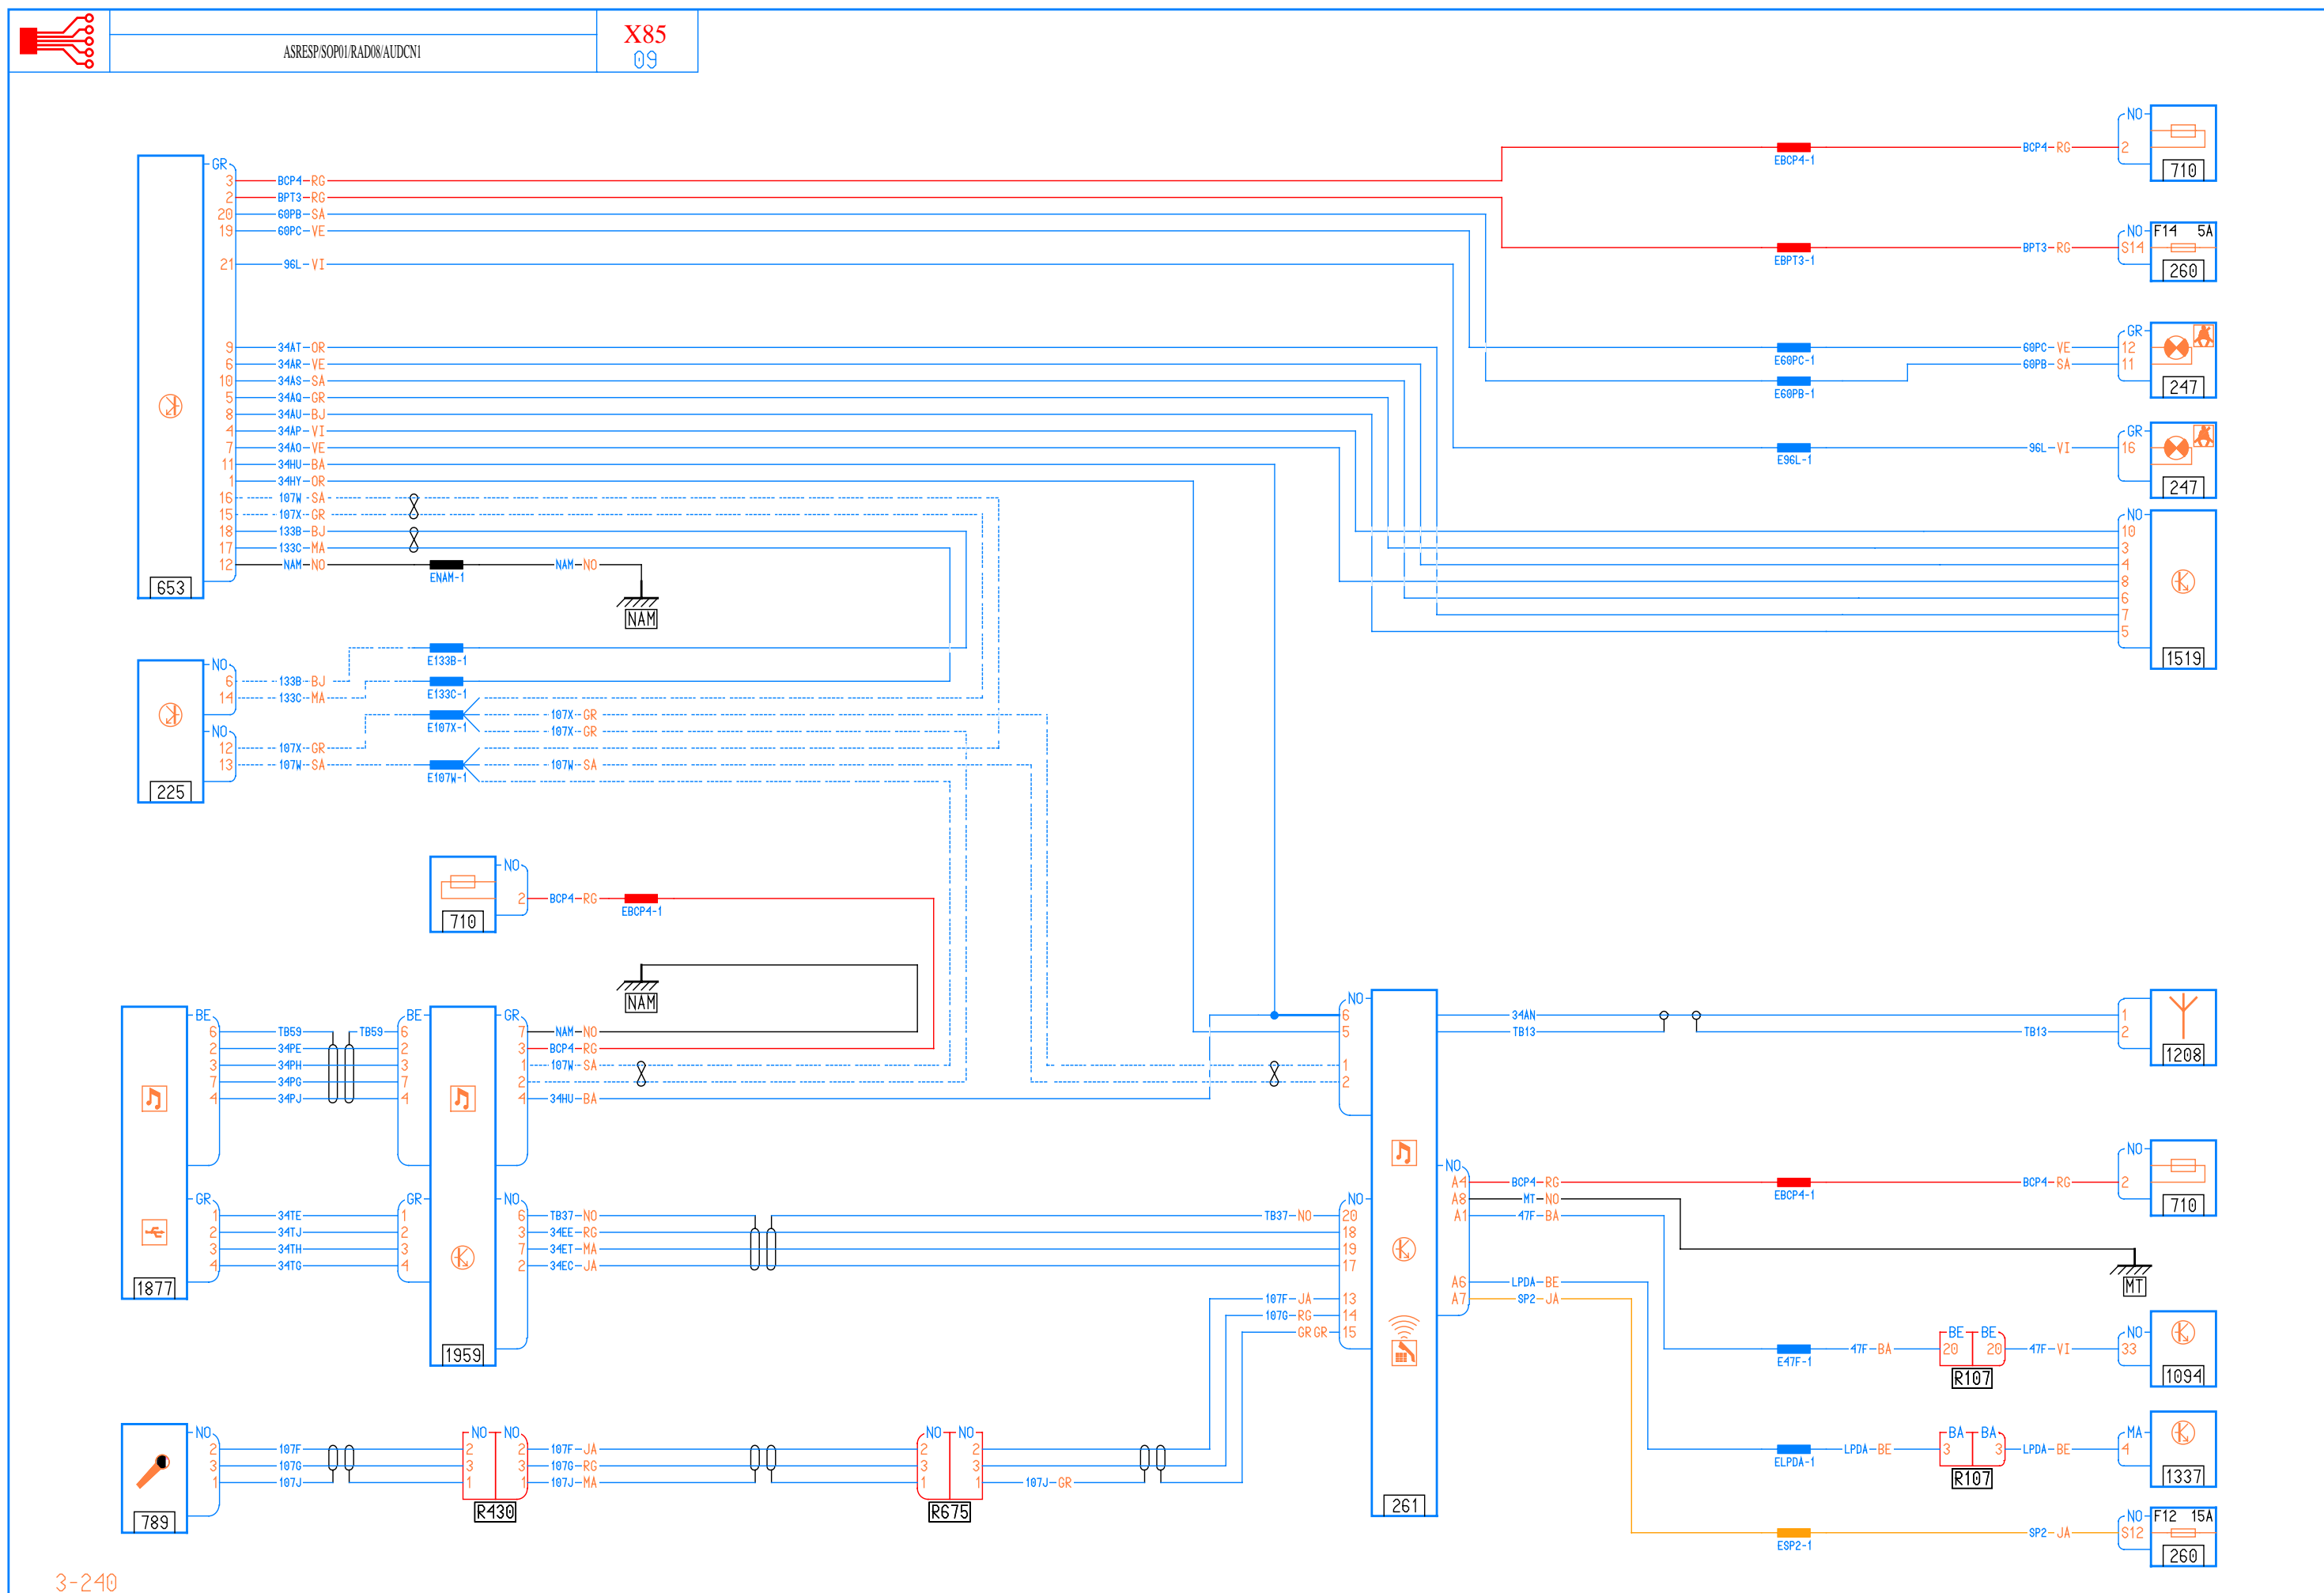 ASRESP/SOP01/RAD08/AUDCN1
X85
09
GR
3 BCP4 RG
2 BPT3 RG
20 60PB SA
19 60PC VE
21 96L VI
9 34AT OR
6 34AR VE
10 34AS SA
5 34AQ GR
8 34AU BJ
4 34AP VI
7 34AO VE
11 34HU BA
1 34HY OR
16 107W SA
15 107X GR
18 133B BJ
17 133C MA
12 NAM NO
ENAM-1
NAM NO
NAM
653
EBCP4-1
BCP4 RG
NO
2
710
EBPT3-1
BPT3 RG
NO
S14
F14 5A
260
E60PC-1
60PC VE
GR
12
E60PB-1
60PB SA
11
247
E96L-1
96L VI
GR
16
247
NO
10
3
4
8
6
7
5
1519
NO
6 133B BJ
14 133C MA
E133B-1
E133C-1
NO
12 107X GR
13 107W SA
225
E107X-1
107X GR
107X GR
E107W-1
107W SA
NO
2 BCP4 RG
EBCP4-1
710
NAM
BE
6 TB59 TB59 6
2 34PE 2
3 34PH 3
7 34PG 7
4 34PJ 4
BE
GR
1 34TE 1
2 34TJ 2
3 34TH 3
4 34TG 4
GR
1877
GR
7 NAM NO
3 BCP4 RG
1 107W SA
2
4 34HU BA
NO
6 TB37 NO
3 34EE RG
7 34ET MA
2 34EC JA
1959
NO
6
5
1
2
NO
TB37 NO 20
18
19
17
107F JA 13
107G RG 14
GR GR 15
261
34AN
TB13
TB13
1
2
1208
NO
A4 BCP4 RG
A8 MT NO
A1 47F BA
A6 LPDA BE
A7 SP2 JA
EBCP4-1
BCP4 RG
NO
2
710
MT
E47F-1
47F BA
BE BE
20 20
R107
47F VI
NO
33
1094
ELPDA-1
LPDA BE
BA BA
3 3
R107
LPDA BE
MA
4
1337
ESP2-1
SP2 JA
NO
S12
F12 15A
260
NO
2 107F
3 107G
1 107J
789
NO NO
2 2
3 3
1 1
R430
107F JA
107G RG
107J MA
NO NO
2 2
3 3
1 1
R675
107J GR
3-240